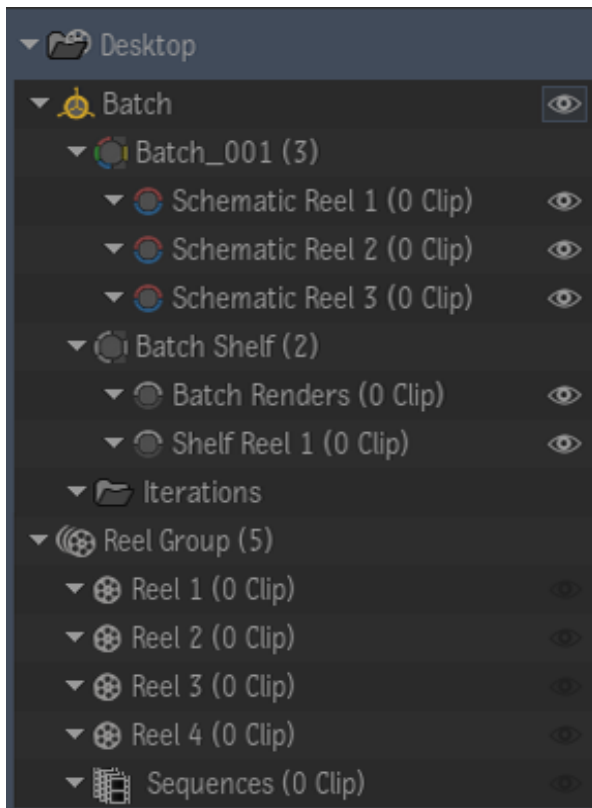 Desktop
Batch
Batch_001 (3)
Schematic Reel 1 (0 Clip)
Schematic Reel 2 (0 Clip)
Schematic Reel 3 (0 Clip)
Batch Shelf (2)
Batch Renders (0 Clip)
Shelf Reel 1 (0 Clip)
Iterations
Reel Group (5)
Reel 1 (0 Clip)
Reel 2 (0 Clip)
Reel 3 (0 Clip)
Reel 4 (0 Clip)
Sequences (0 Clip)